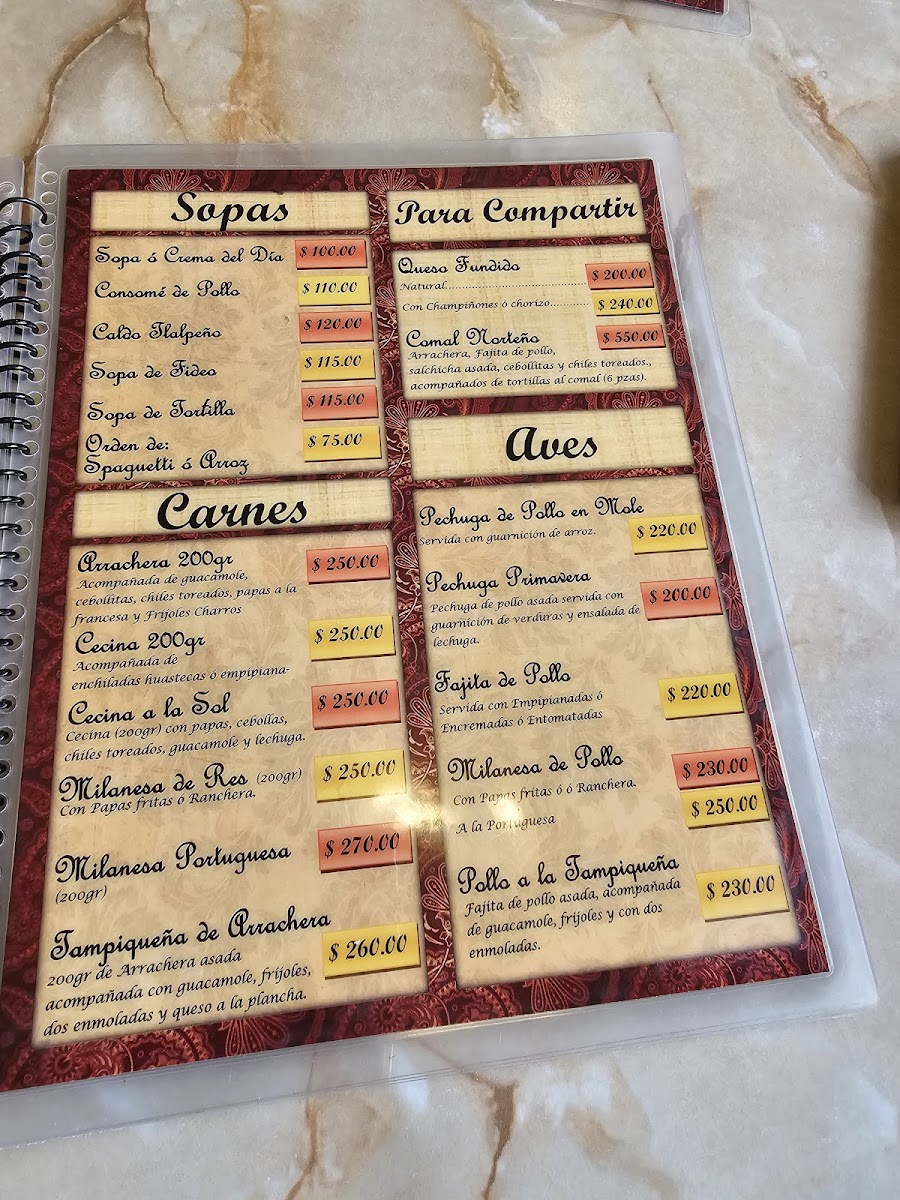 Sopas
Sopa ó Crema del Día $ 100.00
Consomé de Pollo $ 110.00
Caldo Tlalpeño $ 120.00
Sopa de Fideo $ 115.00
Sopa de Tortilla $ 115.00
Orden de: $ 75.00
Spaguetti ó Arroz
Carnes
Arrachera 200gr $ 250.00
Acompañada de guacamole,
cebollitas, chiles toreados, papas a la
francesa y Frijoles Charros
Cecina 200gr $ 250.00
Acompañada de
enchiladas huastecas ó empipiana-
Cecina a la Sol $ 250.00
Cecina (200gr) con papas, cebollas,
chiles toreados, guacamole y lechuga.
Milanesa de Res (200gr) $ 250.00
Con Papas fritas ó Ranchera.
Milanesa Portuguesa $ 270.00
(200gr)
Tampiqueña de Arrachera $ 260.00
200gr de Arrachera asada
acompañada con guacamole, frijoles,
dos enmoladas y queso a la plancha.
Para Compartir
Queso Fundido
Natural........................................ $ 200.00
Con Champiñones ó chorizo........... $ 240.00
Comal Norteño $ 550.00
Arrachera, Fajita de pollo,
salchicha asada, cebollitas y chiles toreados.,
acompañados de tortillas al comal (6 pzas).
Aves
Pechuga de Pollo en Mole $ 220.00
Servida con guarnición de arroz.
Pechuga Primavera $ 200.00
Pechuga de pollo asada servida con
guarnición de verduras y ensalada de
lechuga.
Fajita de Pollo $ 220.00
Servida con Empipianadas ó
Encremadas ó Entomatadas
Milanesa de Pollo $ 230.00
Con Papas fritas ó ó Ranchera.
A la Portuguesa $ 250.00
Pollo a la Tampiqueña $ 230.00
Fajita de pollo asada, acompañada
de guacamole, frijoles y con dos
enmoladas.